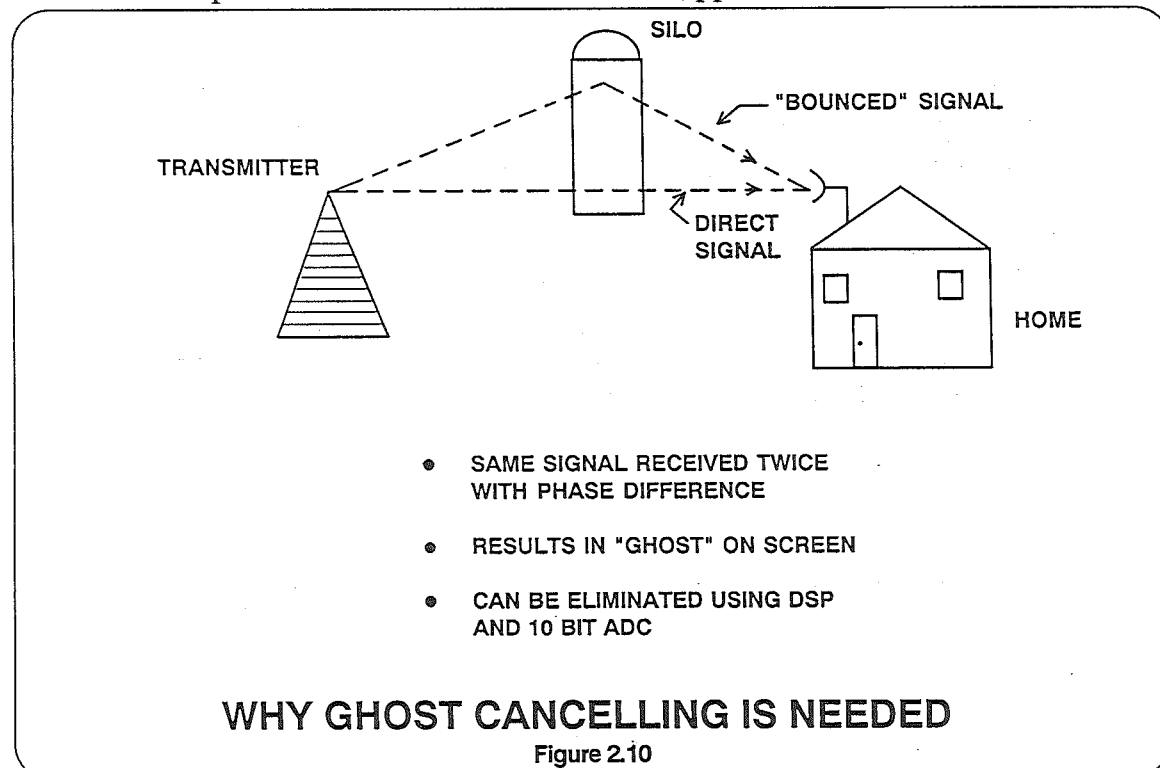 SILO
"BOUNCED" SIGNAL
TRANSMITTER
DIRECT
SIGNAL
HOME
● SAME SIGNAL RECEIVED TWICE
WITH PHASE DIFFERENCE
● RESULTS IN "GHOST" ON SCREEN
● CAN BE ELIMINATED USING DSP
AND 10 BIT ADC
WHY GHOST CANCELLING IS NEEDED
Figure 2.10